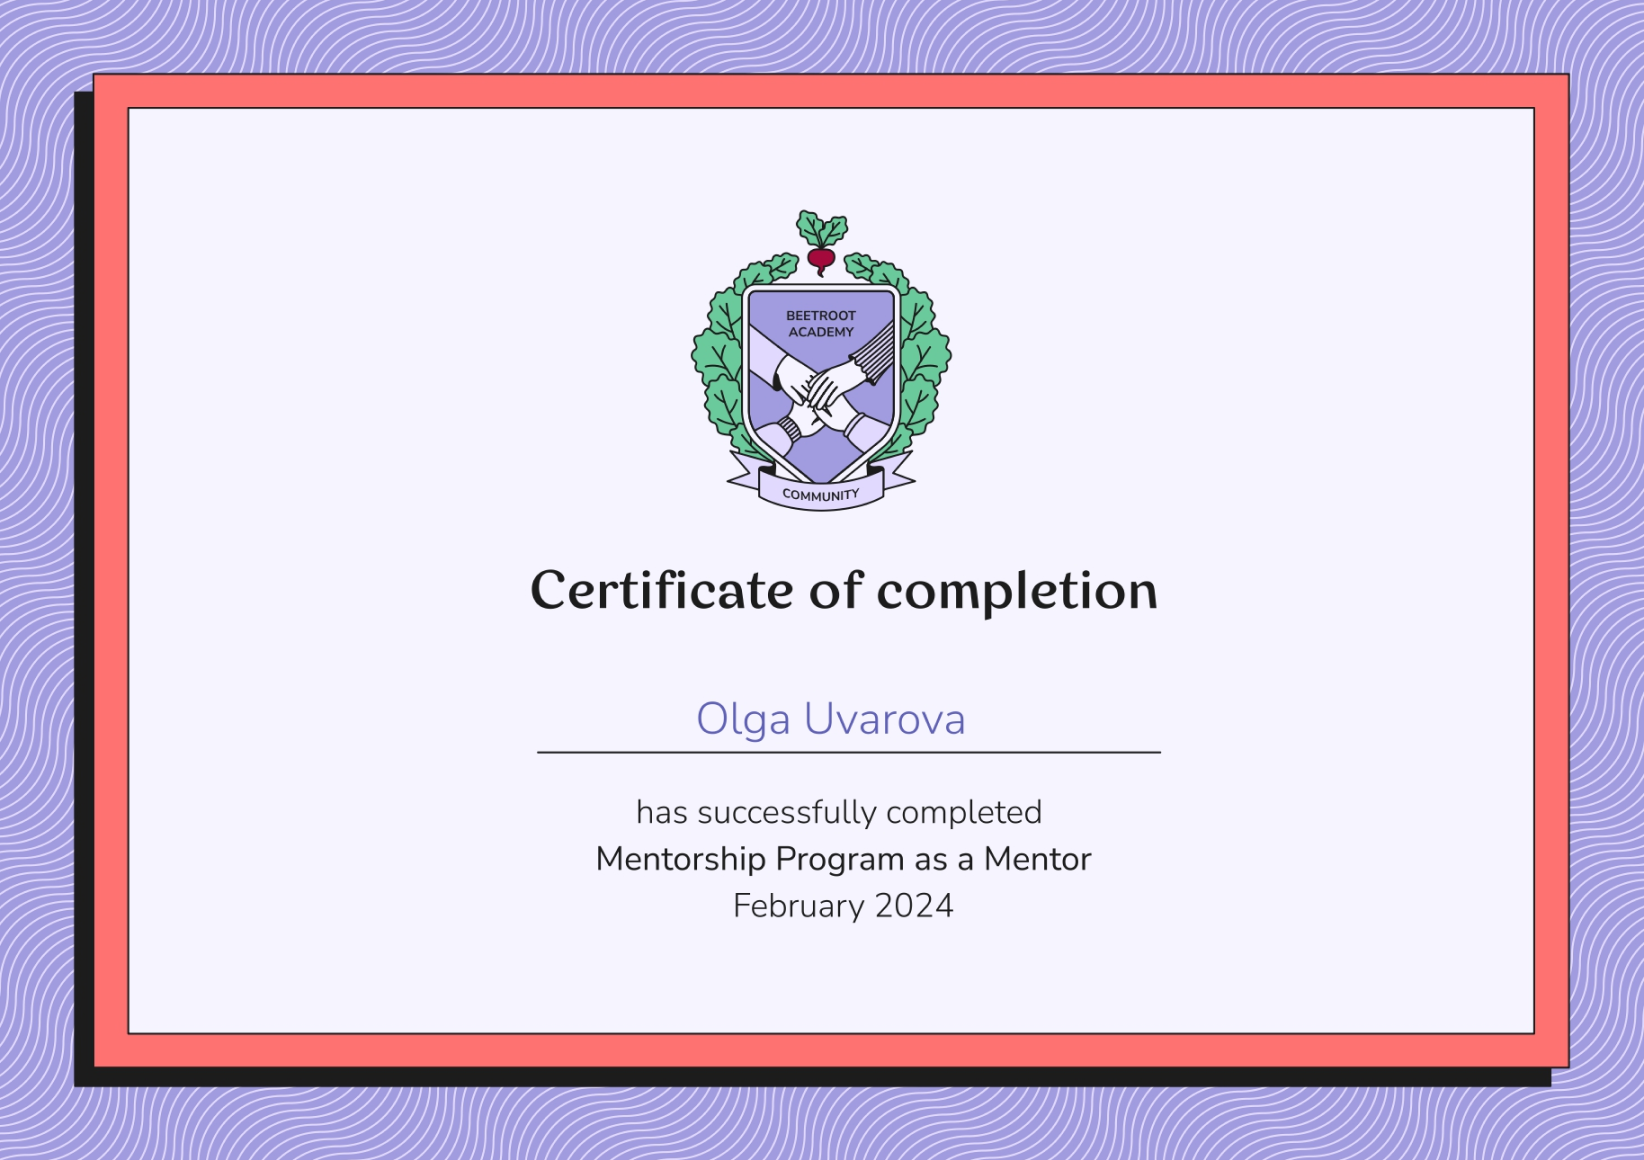 BEETROOT
ACADEMY
COMMUNITY
Certificate of completion
Olga Uvarova
has successfully completed
Mentorship Program as a Mentor
February 2024